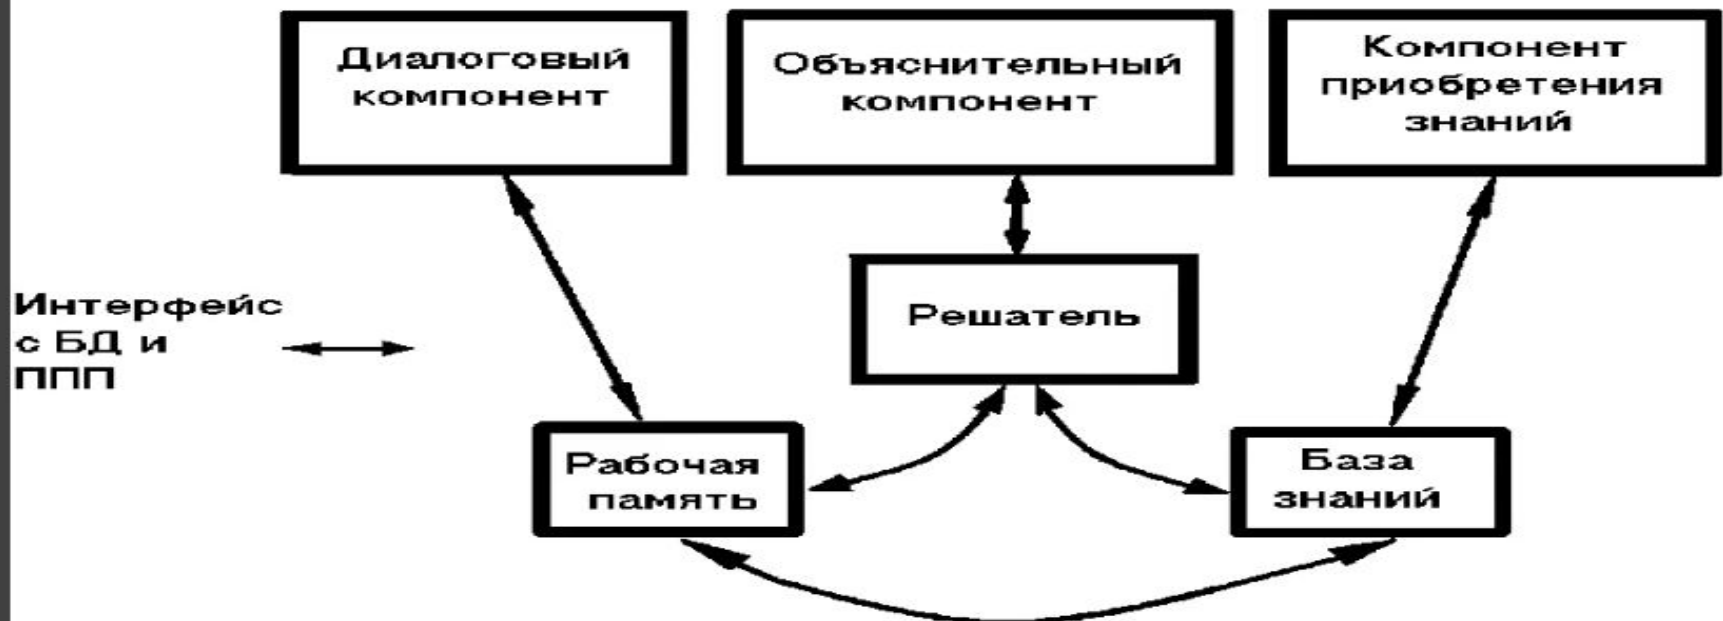 Диалоговый
компонент
Объяснительный
компонент
Компонент
приобретения
знаний
Интерфейс
с БД и
ППП
Решатель
Рабочая
память
База
знаний